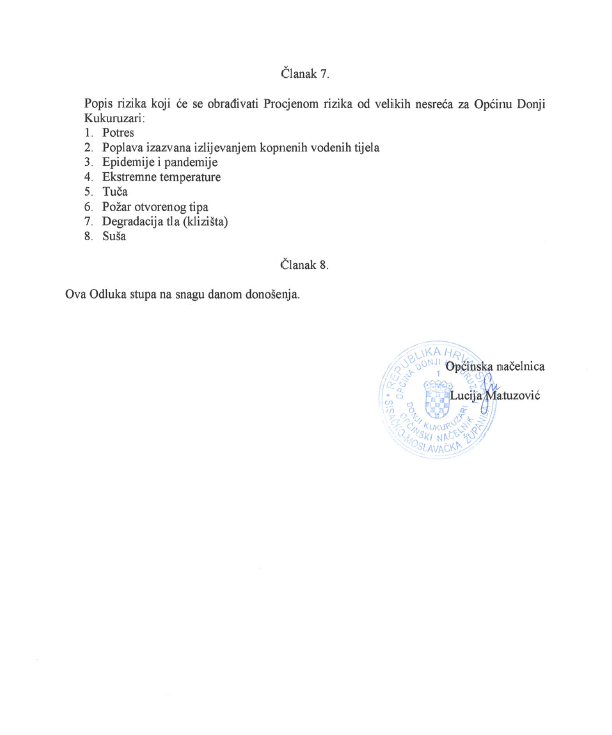 Članak 7.
Popis rizika koji će se obrađivati Procjenom rizika od velikih nesreća za Općinu Donji
Kukuruzari:
1. Potres
2. Poplava izazvana izlijevanjem kopnenih vodenih tijela
3. Epidemije i pandemije
4. Ekstremne temperature
5. Tuča
6. Požar otvorenog tipa
7. Degradacija tla (klizišta)
8. Suša
Članak 8.
Ova Odluka stupa na snagu danom donošenja.
Općinska načelnica
Lucija Matuzović
REPUBLIKA
OPĆINA DONJI
1
DONJI KUKURUZARI
OPĆINSKI NAČELNIK
SISAČKO-MOSLAVAČKA